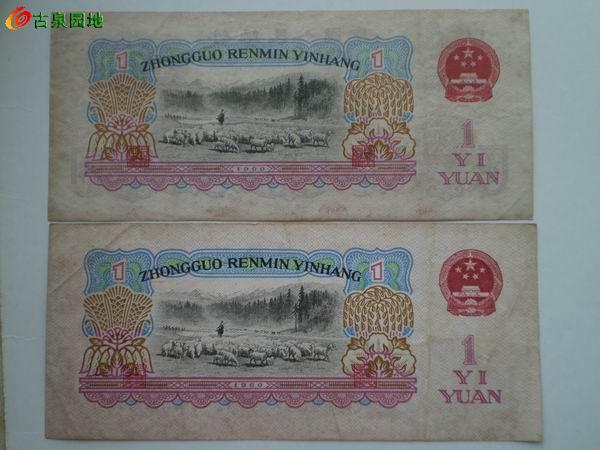 古泉园地
1
ZHONGGUO RENMIN YINHANG
1
1960
1
YI
YUAN
1
ZHONGGUO RENMIN YINHANG
1
1960
1
YI
YUAN